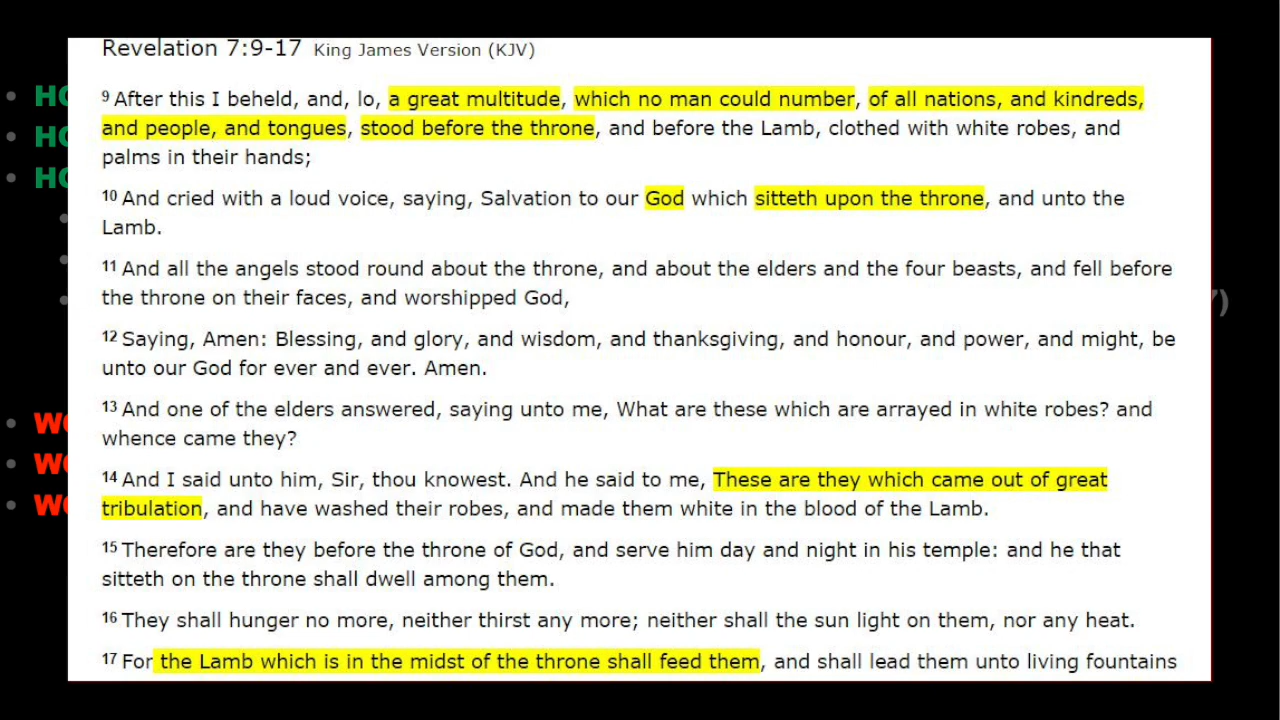 Revelation 7:9-17 King James Version (KJV)
9 After this I beheld, and, lo, a great multitude, which no man could number, of all nations, and kindreds,
and people, and tongues, stood before the throne, and before the Lamb, clothed with white robes, and
palms in their hands;
10 And cried with a loud voice, saying, Salvation to our God which sitteth upon the throne, and unto the
Lamb.
11 And all the angels stood round about the throne, and about the elders and the four beasts, and fell before
the throne on their faces, and worshipped God,
12 Saying, Amen: Blessing, and glory, and wisdom, and thanksgiving, and honour, and power, and might, be
unto our God for ever and ever. Amen.
13 And one of the elders answered, saying unto me, What are these which are arrayed in white robes? and
whence came they?
14 And I said unto him, Sir, thou knowest. And he said to me, These are they which came out of great
tribulation, and have washed their robes, and made them white in the blood of the Lamb.
15 Therefore are they before the throne of God, and serve him day and night in his temple: and he that
sitteth on the throne shall dwell among them.
16 They shall hunger no more, neither thirst any more; neither shall the sun light on them, nor any heat.
17 For the Lamb which is in the midst of the throne shall feed them, and shall lead them unto living fountains